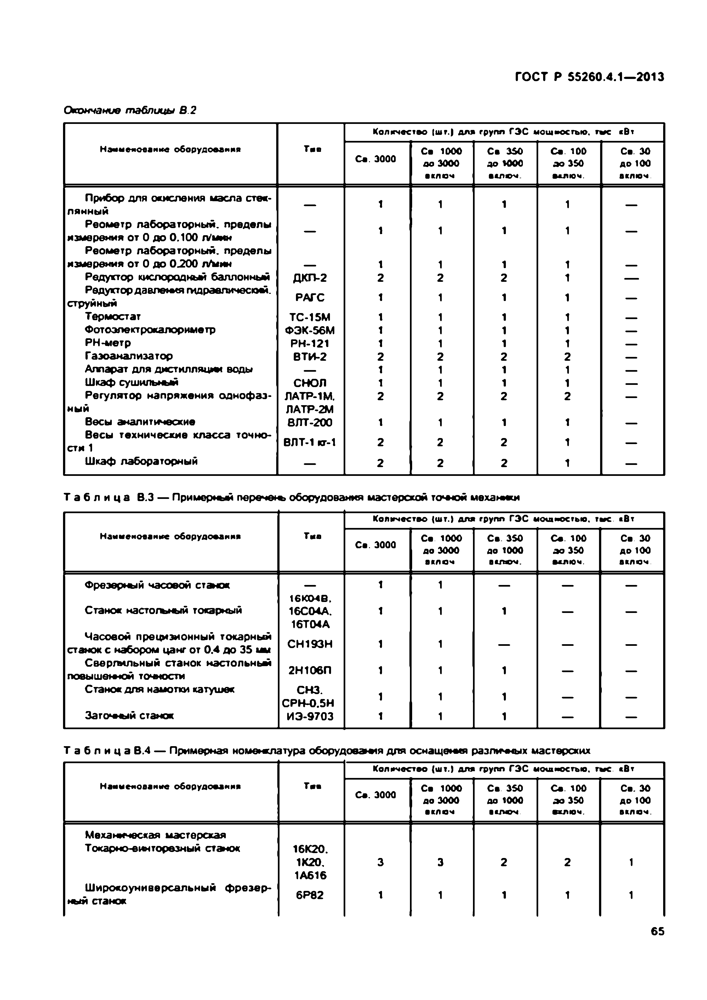 ГОСТ Р 55260.4.1—2013
Окончание таблицы В.2
Наименование оборудования Тип Количество (шт.) для групп ГЭС мощностью, тыс. кВт
Св. 3000 Св. 1000 до 3000 включ. Св. 350 до 1000 включ. Св. 100 до 350 включ. Св. 30 до 100 включ.
Прибор для окисления масла стек-
лянный — 1 1 1 1 —
Реометр лабораторный, пределы
измерения от 0 до 0,100 л/мин — 1 1 1 1 —
Реометр лабораторный, пределы
измерения от 0 до 0,200 л/мин — 1 1 1 1 —
Редуктор кислородный баллонный ДКП-2 2 2 2 1 —
Редуктор давления гидравлический,
струйный РАГС 1 1 1 1 —
Термостат ТС-15М 1 1 1 1 —
Фотоэлектрокалориметр ФЭК-56М 1 1 1 1 —
РН-метр РН-121 1 1 1 1 —
Газоанализатор ВТИ-2 2 2 2 2 —
Аппарат для дистилляции воды — 1 1 1 1 —
Шкаф сушильный СНОЛ 1 1 1 1 —
Регулятор напряжения однофаз- ЛАТР-1М, 2 2 2 2 —
ный ЛАТР-2М
Весы аналитические ВЛТ-200 1 1 1 1 —
Весы технические класса точно-
сти 1 ВЛТ-1 кг-1 2 2 2 1 —
Шкаф лабораторный — 2 2 2 1 —
Таблица В.3 — Примерный перечень оборудования мастерской точной механики
Наименование оборудования Тип Количество (шт.) для групп ГЭС мощностью, тыс. кВт
Св. 3000 Св. 1000 до 3000 включ. Св. 350 до 1000 включ. Св. 100 до 350 включ. Св. 30 до 100 включ.
Фрезерный часовой станок — 1 1 — — —
16К04В,
Станок настольный токарный 16С04А, 1 1 1 — —
16Т04А
Часовой прецизионный токарный
станок с набором цанг от 0,4 до 35 мм СН193Н 1 1 — — —
Сверлильный станок настольный
повышенной точности 2Н106П 1 1 1 — —
Станок для намотки катушек СНЗ,
СРН-0,5Н 1 1 1 — —
Заточный станок ИЭ-9703 1 1 1 — —
Таблица В.4 — Примерная номенклатура оборудования для оснащения различных мастерских
Наименование оборудования Тип Количество (шт.) для групп ГЭС мощностью, тыс. кВт
Св. 3000 Св. 1000 до 3000 включ. Св. 350 до 1000 включ. Св. 100 до 350 включ. Св. 30 до 100 включ.
Механическая мастерская
Токарно-винторезный станок 16К20,
1К20, 3 3 2 2 1
1А616
Широкоуниверсальный фрезер-
ный станок 6Р82 1 1 1 1 1
65